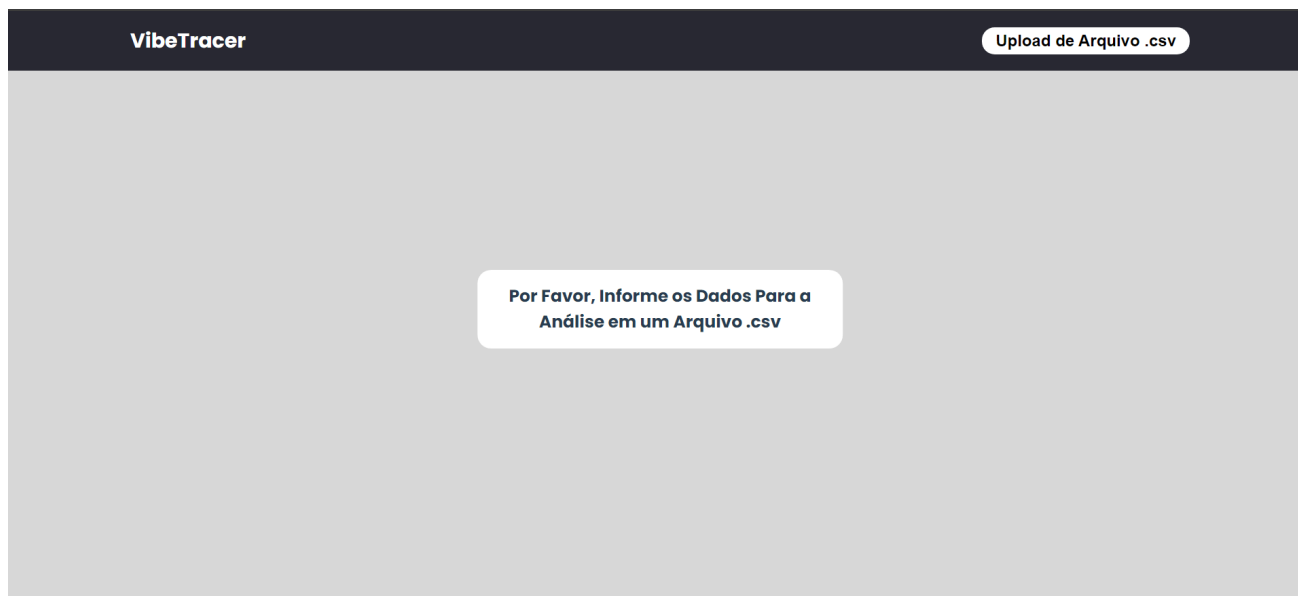 VibeTracer
Upload de Arquivo .csv
Por Favor, Informe os Dados Para a
Análise em um Arquivo .csv